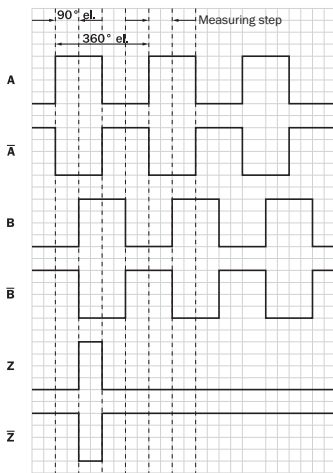 90° el.
Measuring step
360° el.
A
A̅
B
B̅
Z
Z̅